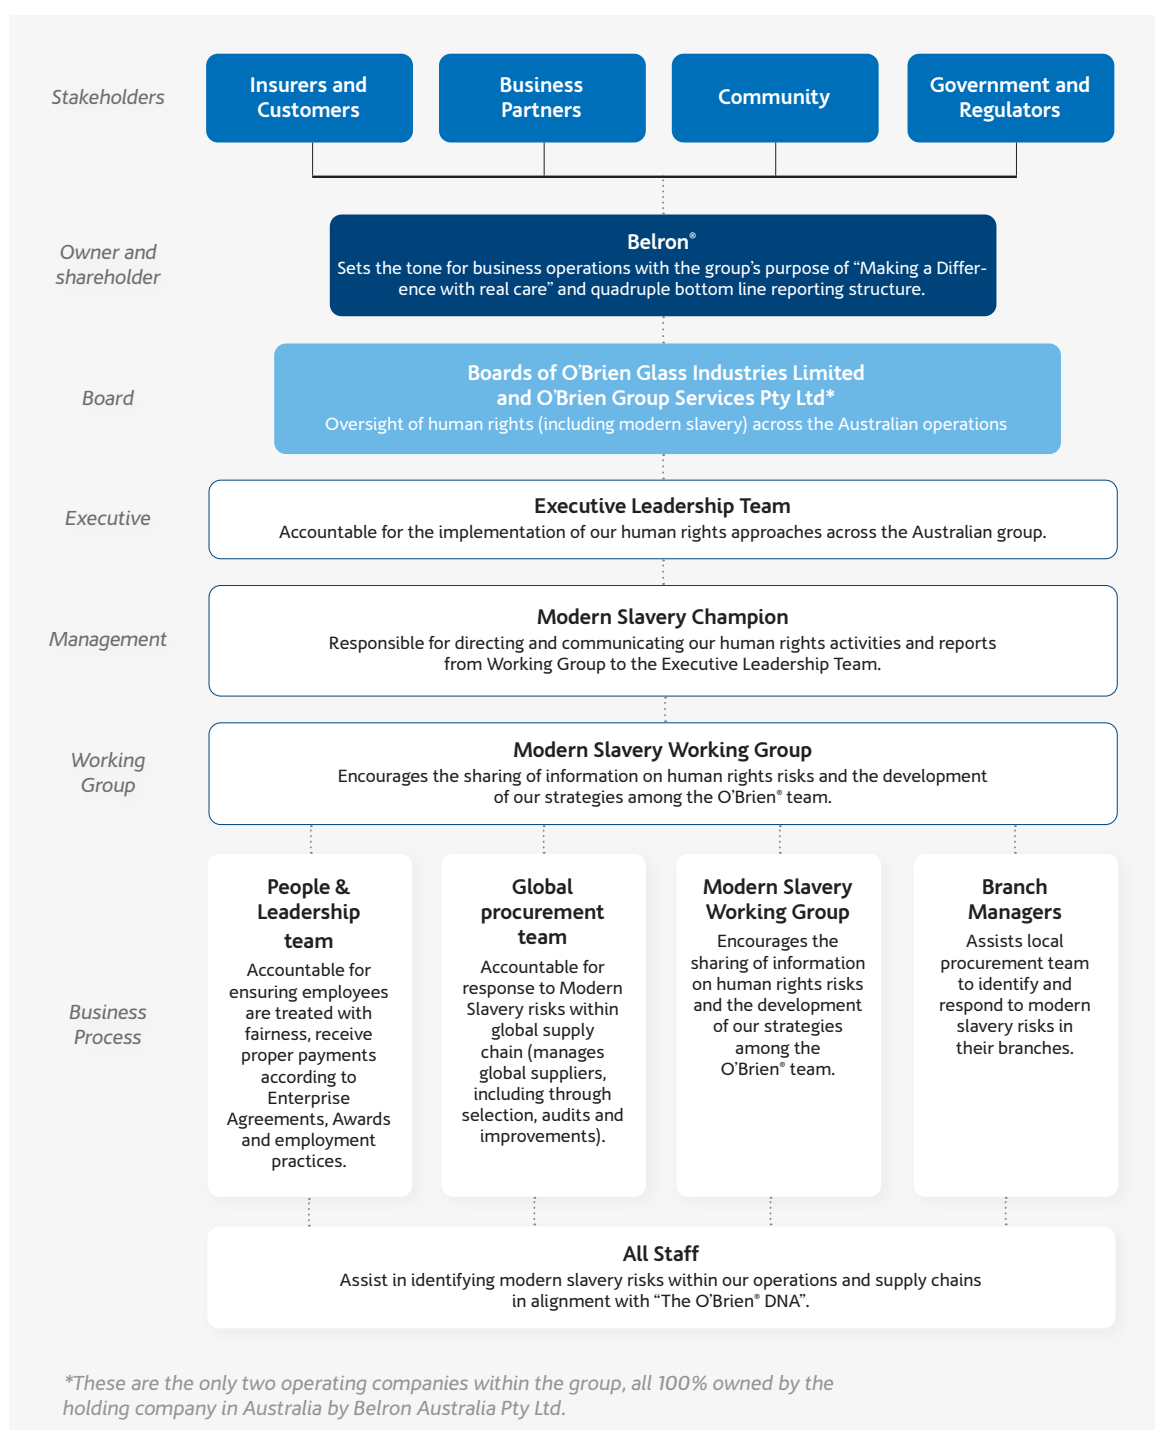 Stakeholders
Insurers and
Customers
Business
Partners
Community
Government and
Regulators
Owner and
shareholder
Belron®
Sets the tone for business operations with the group’s purpose of “Making a Differ-
ence with real care” and quadruple bottom line reporting structure.
Board
Boards of O’Brien Glass Industries Limited
and O’Brien Group Services Pty Ltd*
Oversight of human rights (including modern slavery) across the Australian operations
Executive
Executive Leadership Team
Accountable for the implementation of our human rights approaches across the Australian group.
Management
Modern Slavery Champion
Responsible for directing and communicating our human rights activities and reports
from Working Group to the Executive Leadership Team.
Working
Group
Modern Slavery Working Group
Encourages the sharing of information on human rights risks and the development
of our strategies among the O’Brien® team.
Business
Process
People &
Leadership
team
Accountable for
ensuring employees
are treated with
fairness, receive
proper payments
according to
Enterprise
Agreements, Awards
and employment
practices.
Global
procurement
team
Accountable for
response to Modern
Slavery risks within
global supply
chain (manages
global suppliers,
including through
selection, audits and
improvements).
Modern Slavery
Working Group
Encourages the
sharing of information
on human rights risks
and the development
of our strategies
among the
O’Brien® team.
Branch
Managers
Assists local
procurement team
to identify and
respond to modern
slavery risks in
their branches.
All Staff
Assist in identifying modern slavery risks within our operations and supply chains
in alignment with “The O’Brien® DNA”.
*These are the only two operating companies within the group, all 100% owned by the
holding company in Australia by Belron Australia Pty Ltd.